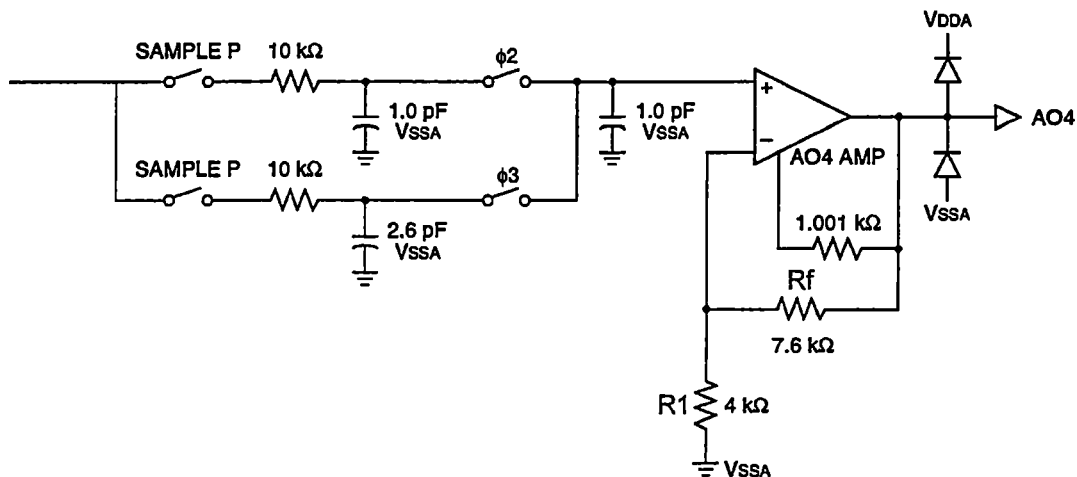 VDDA
SAMPLE P
10 kΩ
ϕ2
1.0 pF
VSSA
1.0 pF
VSSA
+
−
AO4 AMP
AO4
SAMPLE P
10 kΩ
ϕ3
2.6 pF
VSSA
VSSA
1.001 kΩ
Rf
7.6 kΩ
R1
4 kΩ
VSSA